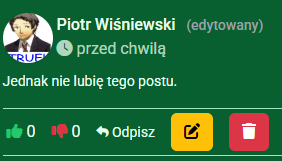 Piotr Wiśniewski (edytowany)
przed chwilą
TRUE
Jednak nie lubię tego postu.
0 0 Odpisz